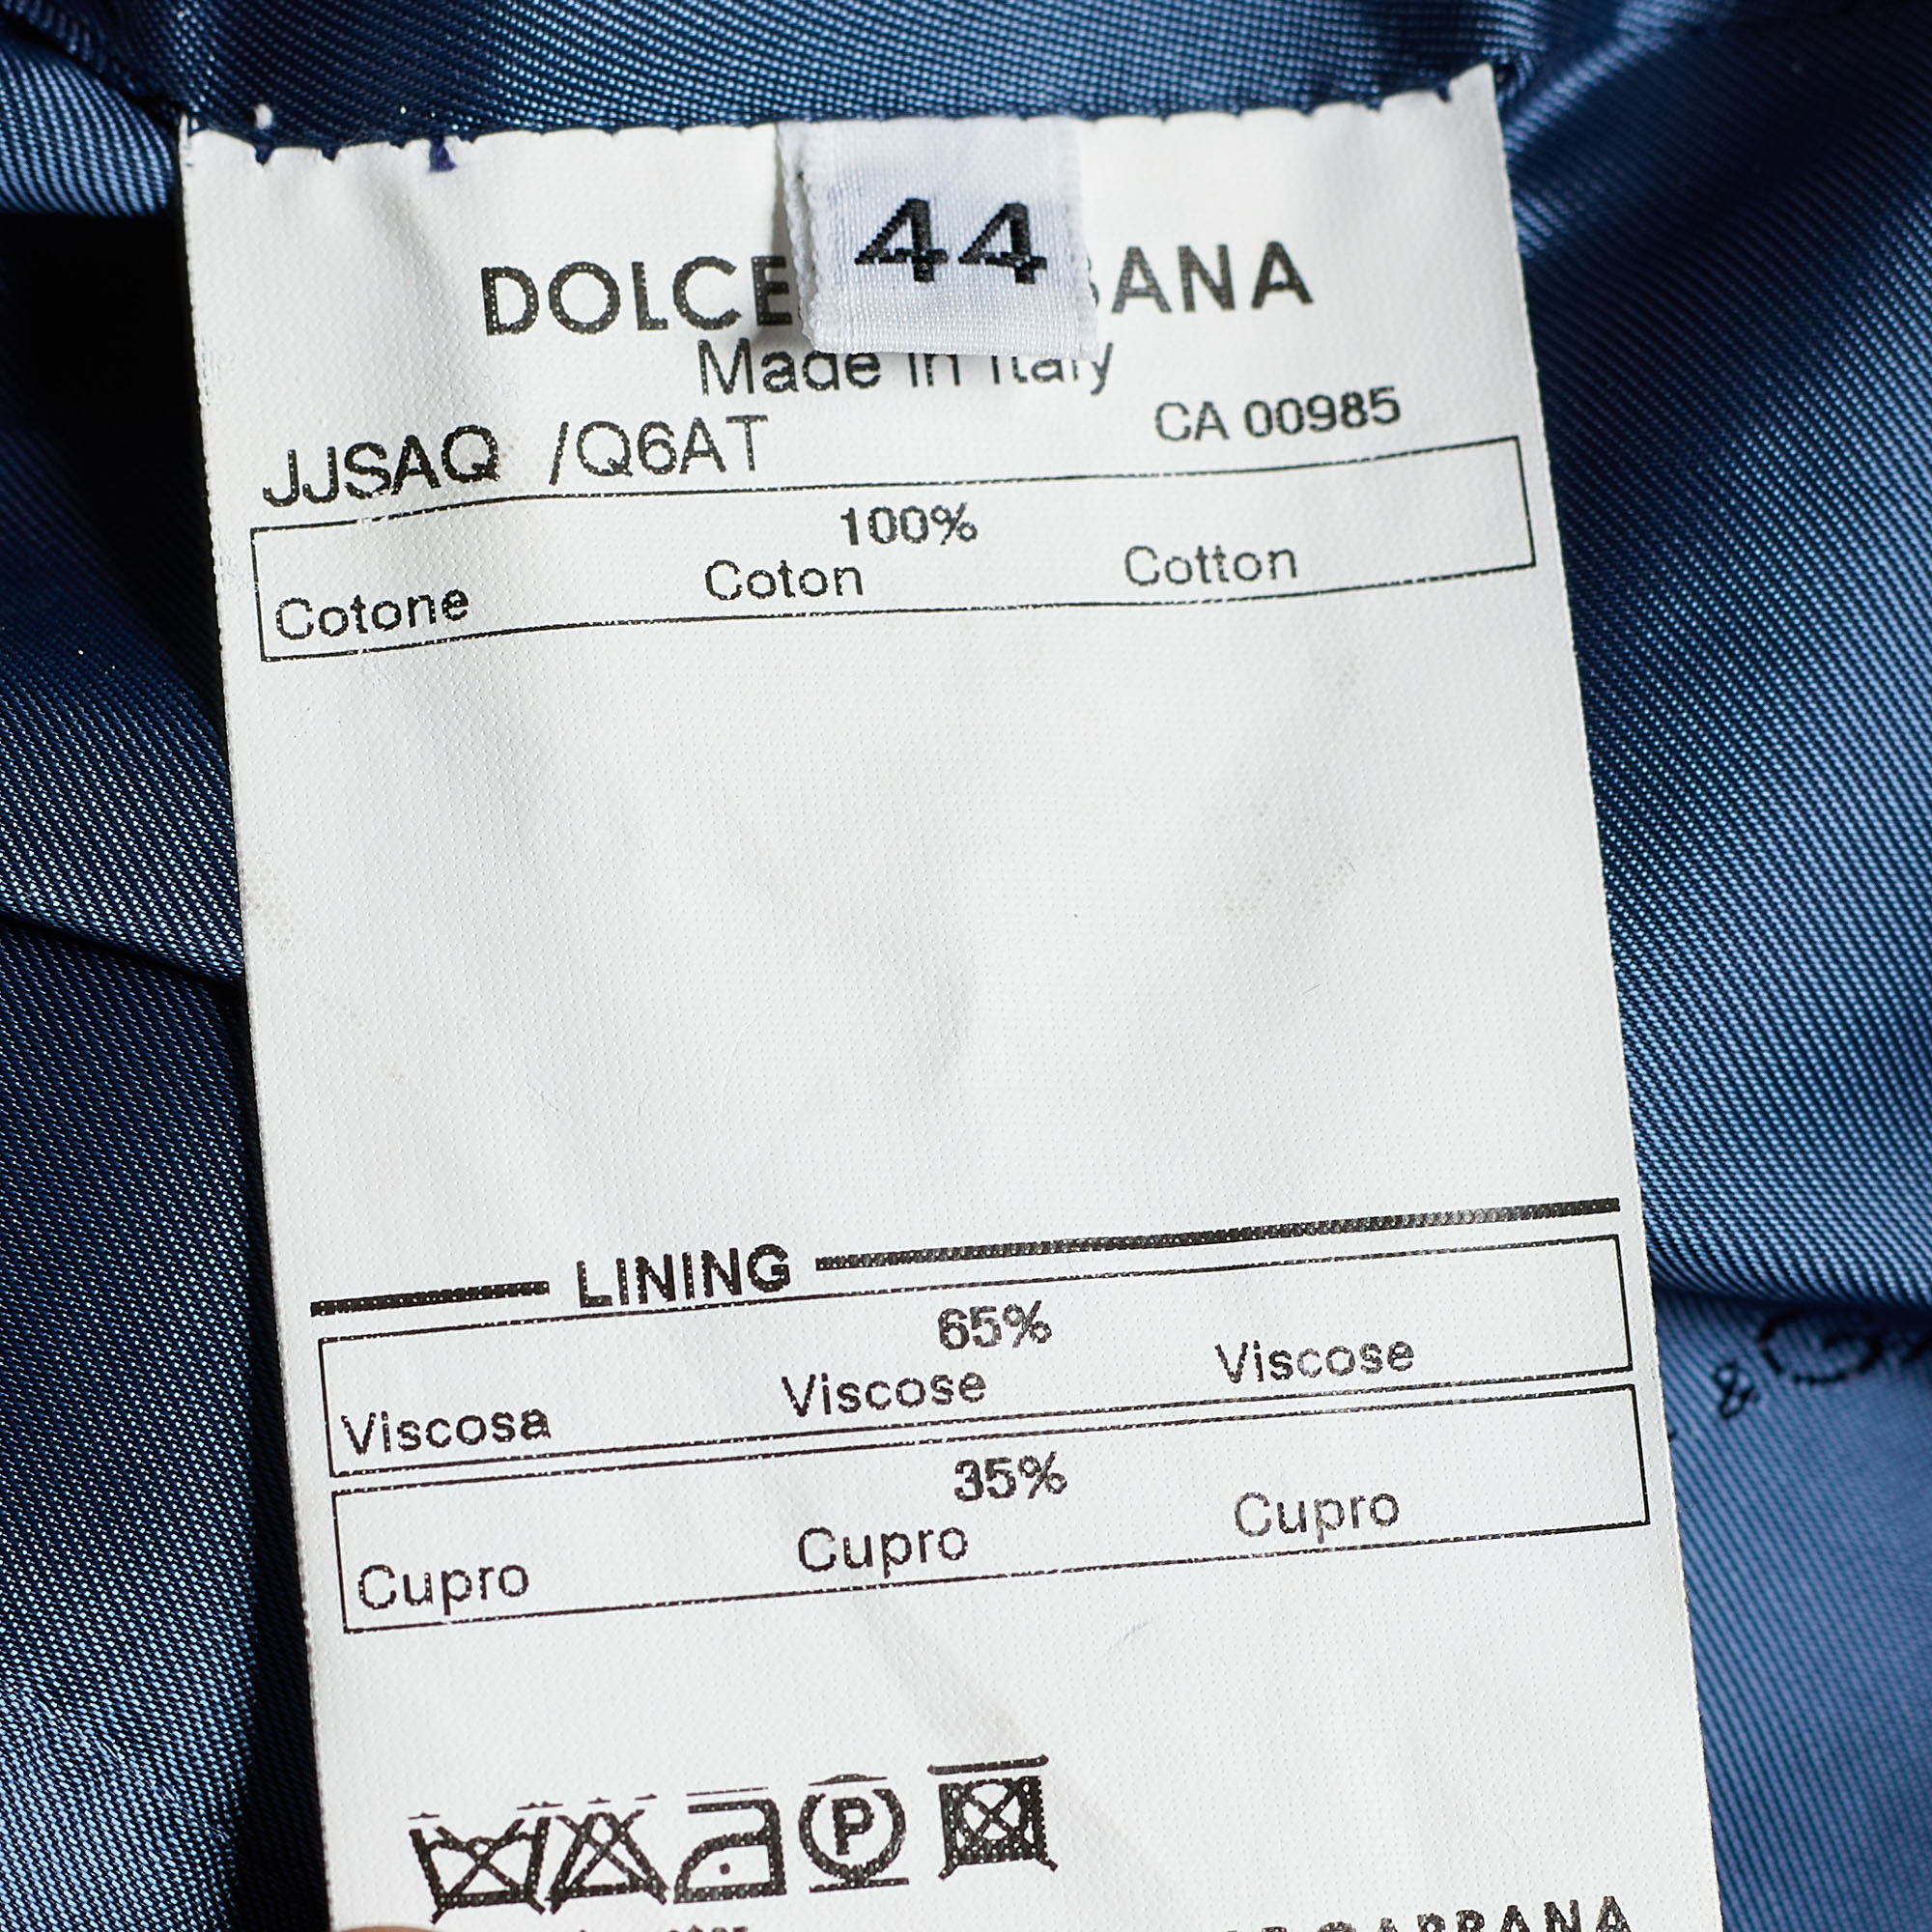 44
DOLCE
Made in Italy
JJSAQ /Q6AT CA 00985
100%
Cotone Coton Cotton
LINING
65%
Viscosa Viscose Viscose
35%
Cupro Cupro Cupro
P
&